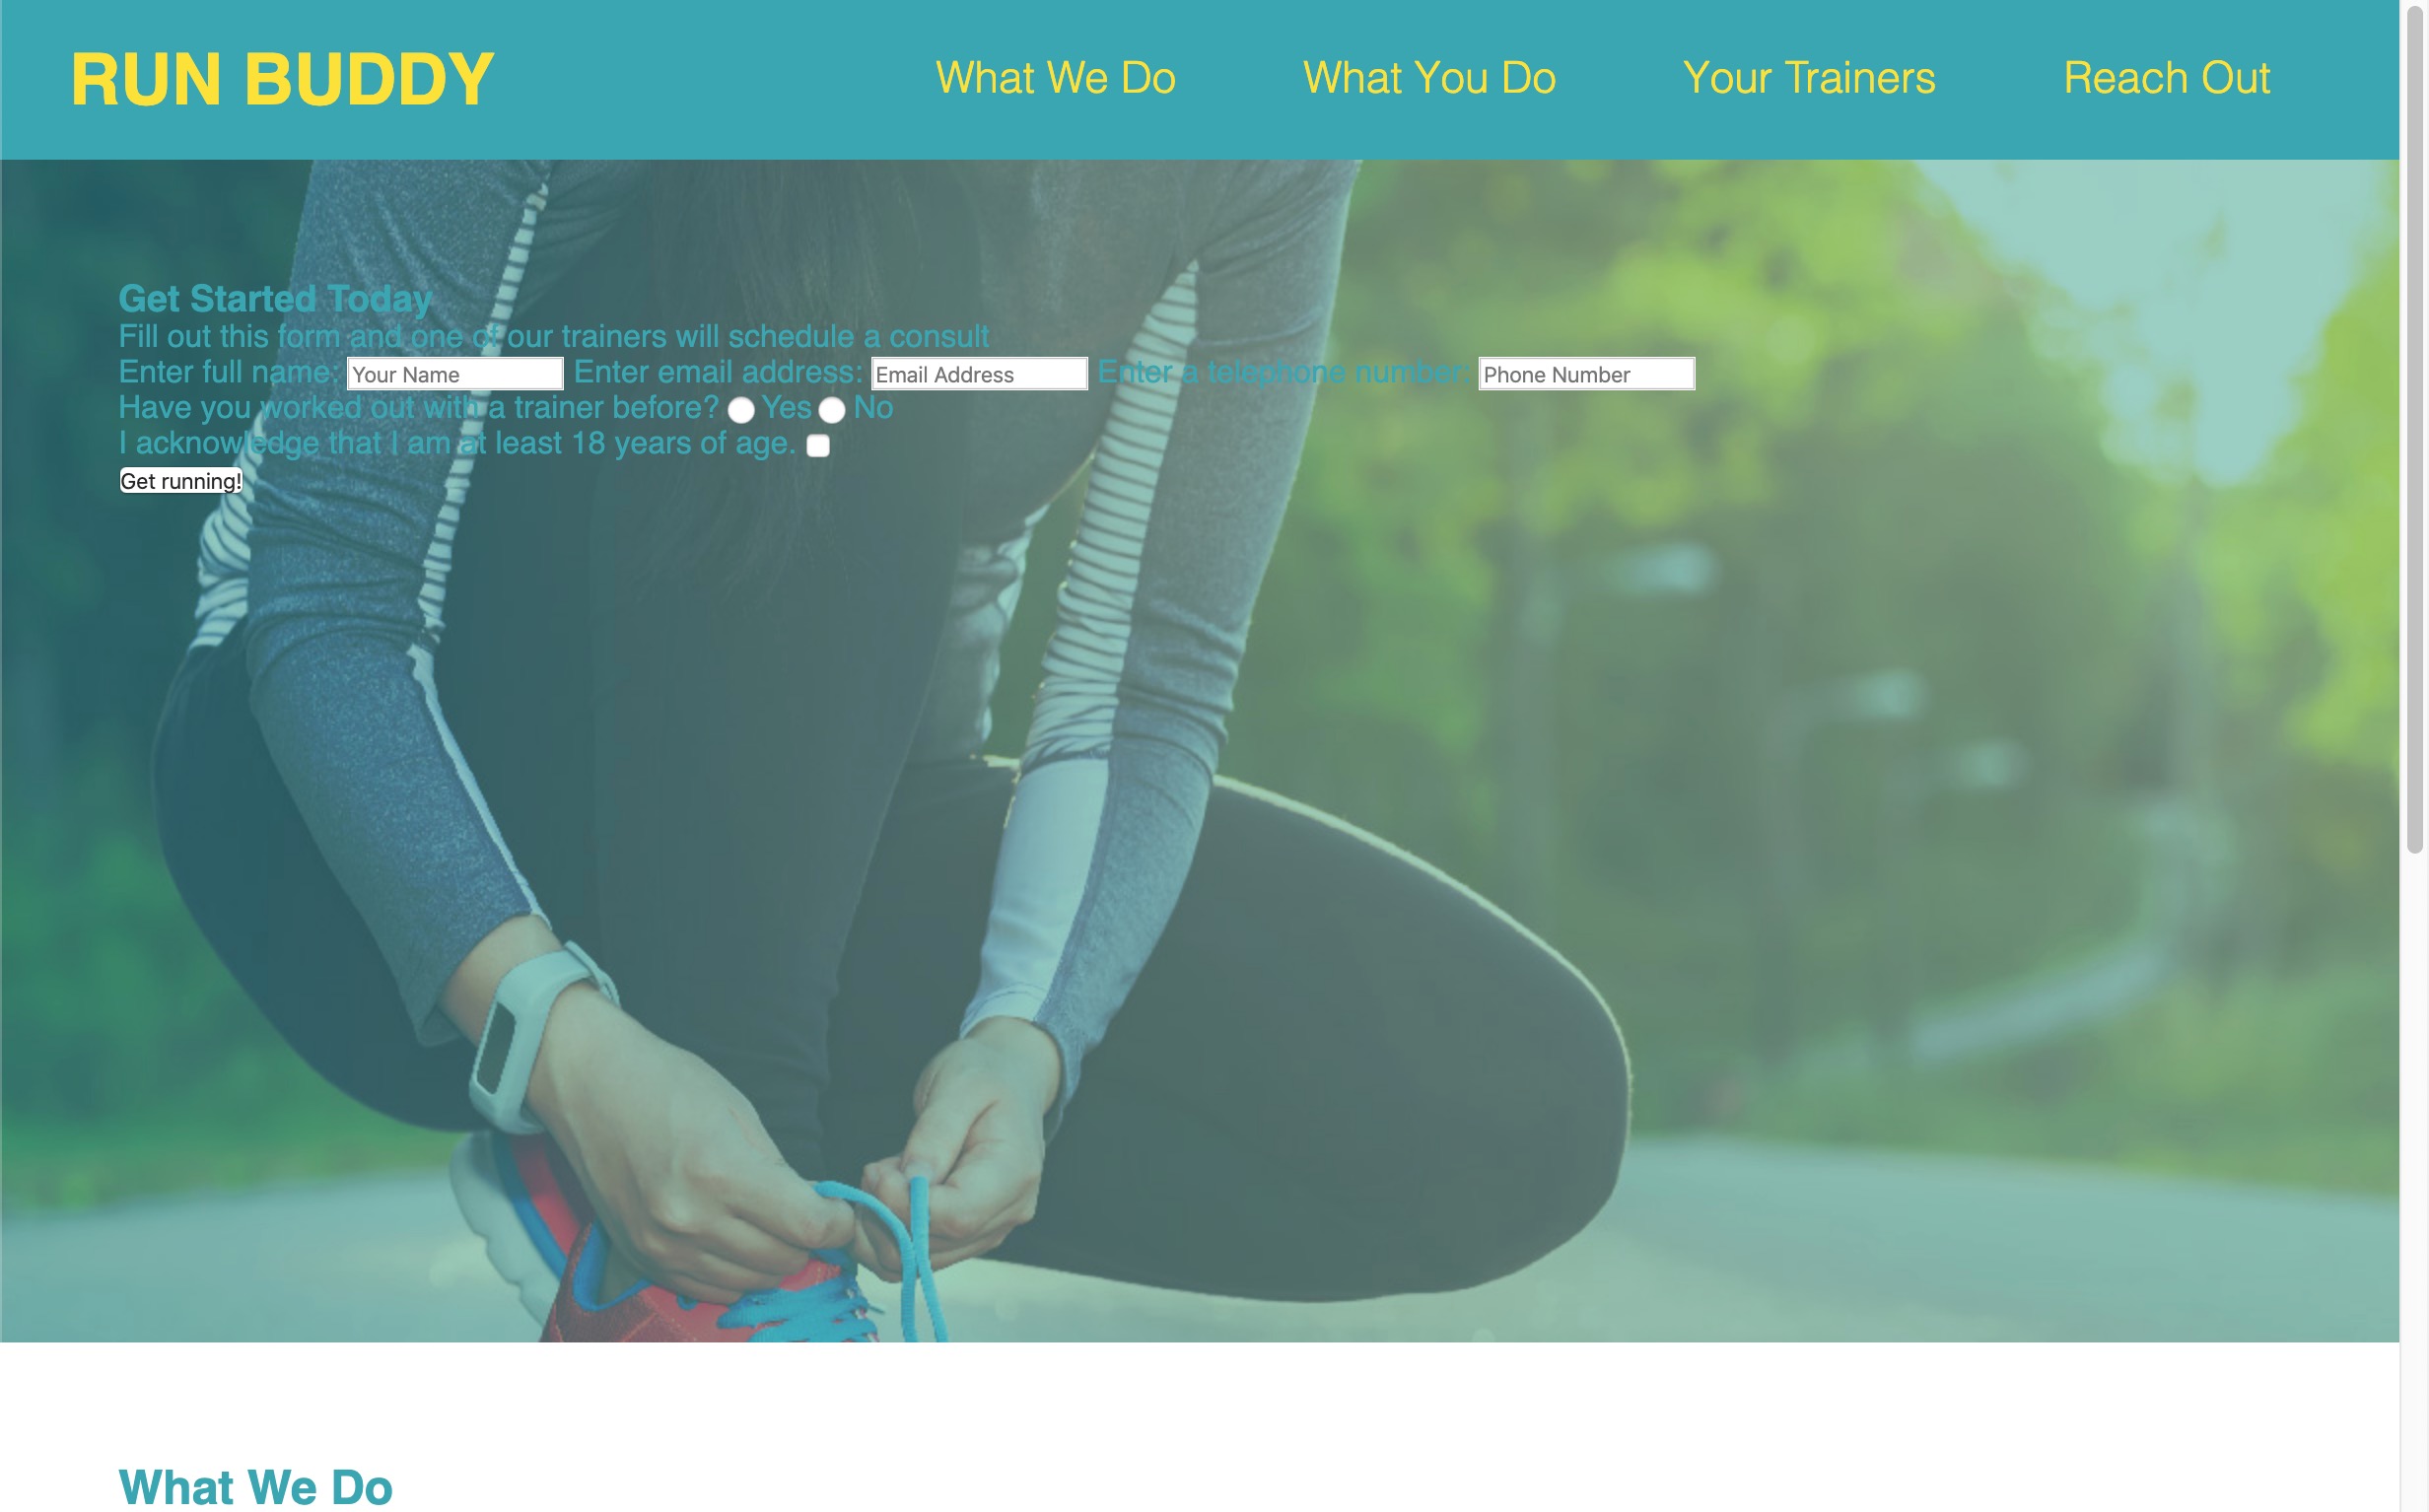 RUN BUDDY What We Do What You Do Your Trainers Reach Out
Get Started Today
Fill out this form and one of our trainers will schedule a consult
Enter full name: Your Name Enter email address: Email Address Enter a telephone number: Phone Number
Have you worked out with a trainer before? Yes No
I acknowledge that I am at least 18 years of age.
Get running!
What We Do